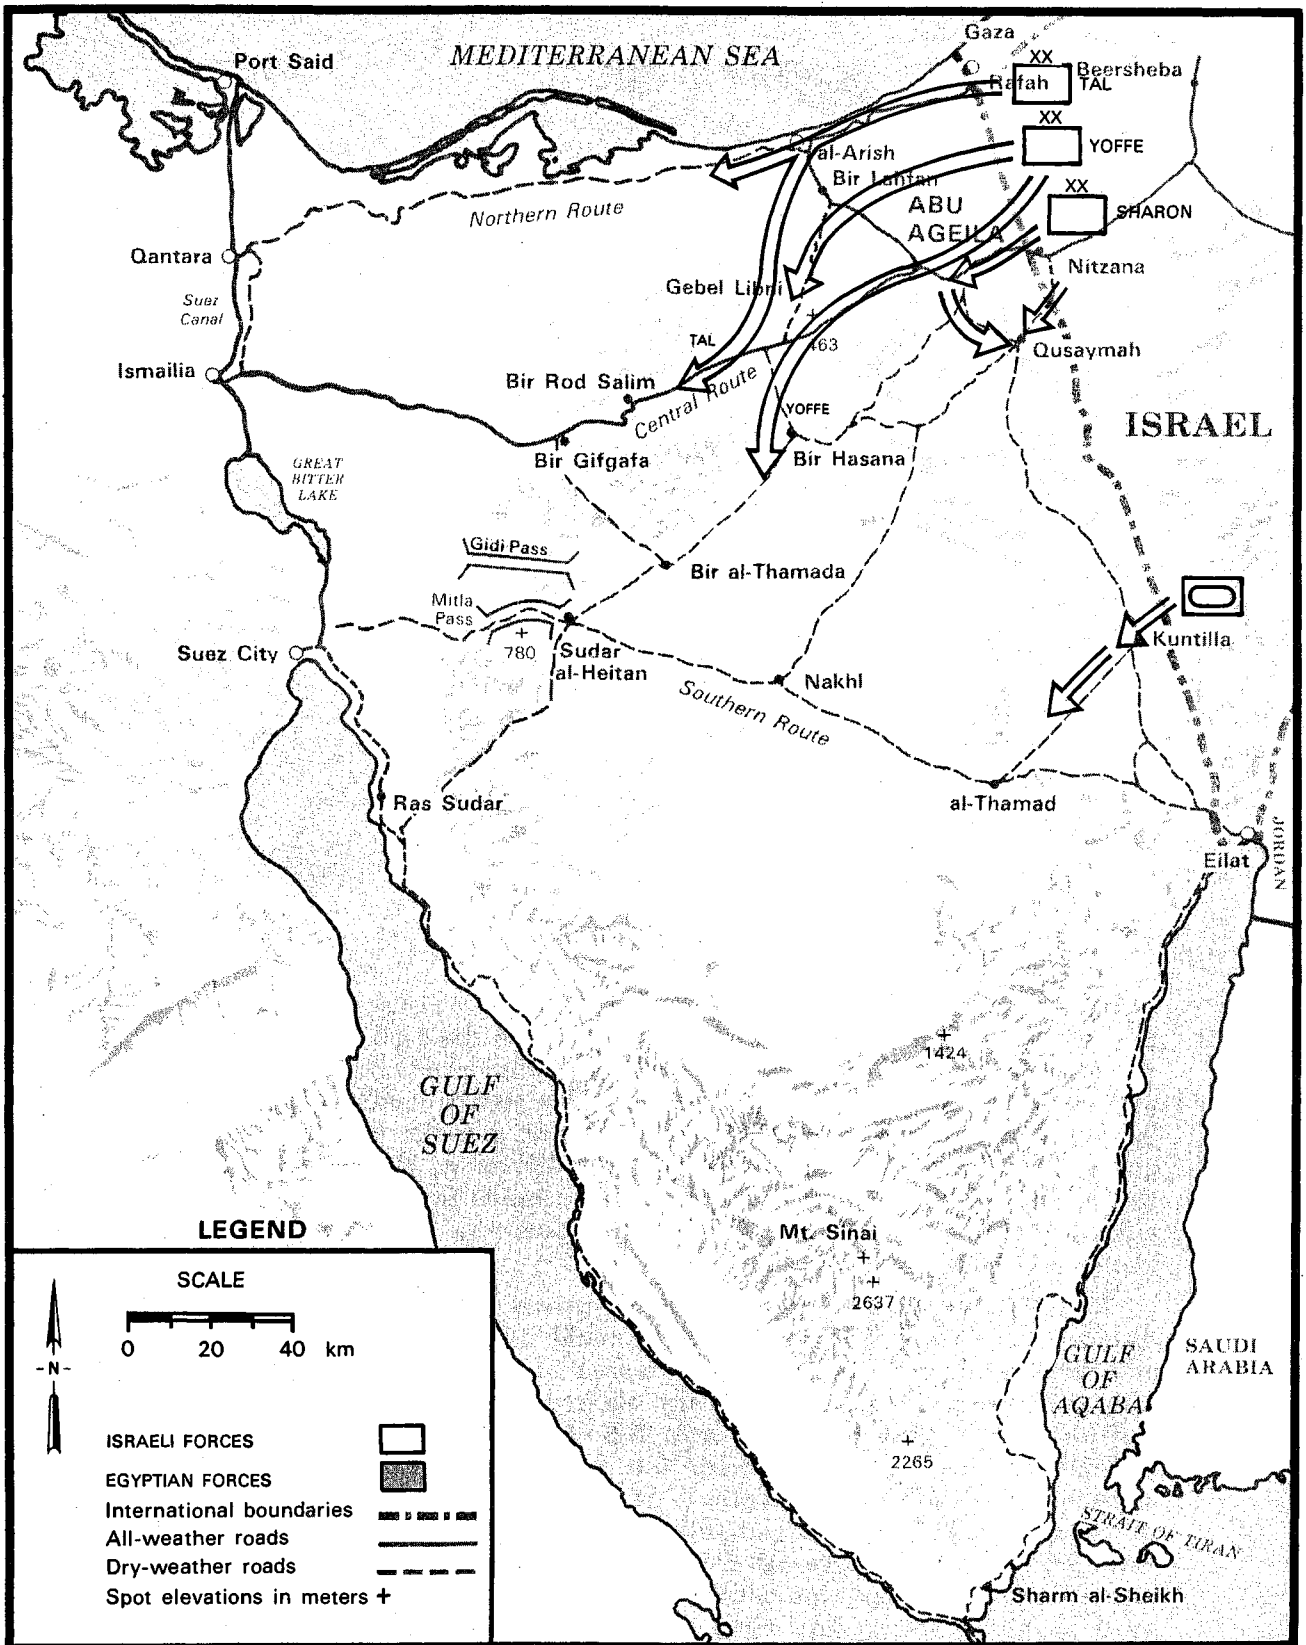 Gaza
MEDITERRANEAN SEA
Port Said
XX
Beersheba
Rafah
TAL
XX
YOFFE
al-Arish
Bir Lahfan
XX
ABU
AGEILA
SHARON
Northern Route
Qantara
Nitzana
Gebel Libni
Suez
Canal
TAL
463
Qusaymah
Ismailia
Bir Rod Salim
Central Route
YOFFE
ISRAEL
Bir Gifgafa
Bir Hasana
GREAT
BITTER
LAKE
Gidi Pass
Bir al-Thamada
Mitla
Pass
780
Kuntilla
Suez City
Sudar
al-Heitan
Nakhl
Southern Route
Ras Sudar
al-Thamad
JORDAN
Eilat
1424
GULF
OF
SUEZ
Mt. Sinai
2637
GULF
OF
AQABA
SAUDI
ARABIA
2265
STRAIT OF TIRAN
Sharm al-Sheikh
LEGEND
SCALE
0 20 40 km
-N-
ISRAELI FORCES
EGYPTIAN FORCES
International boundaries
All-weather roads
Dry-weather roads
Spot elevations in meters +